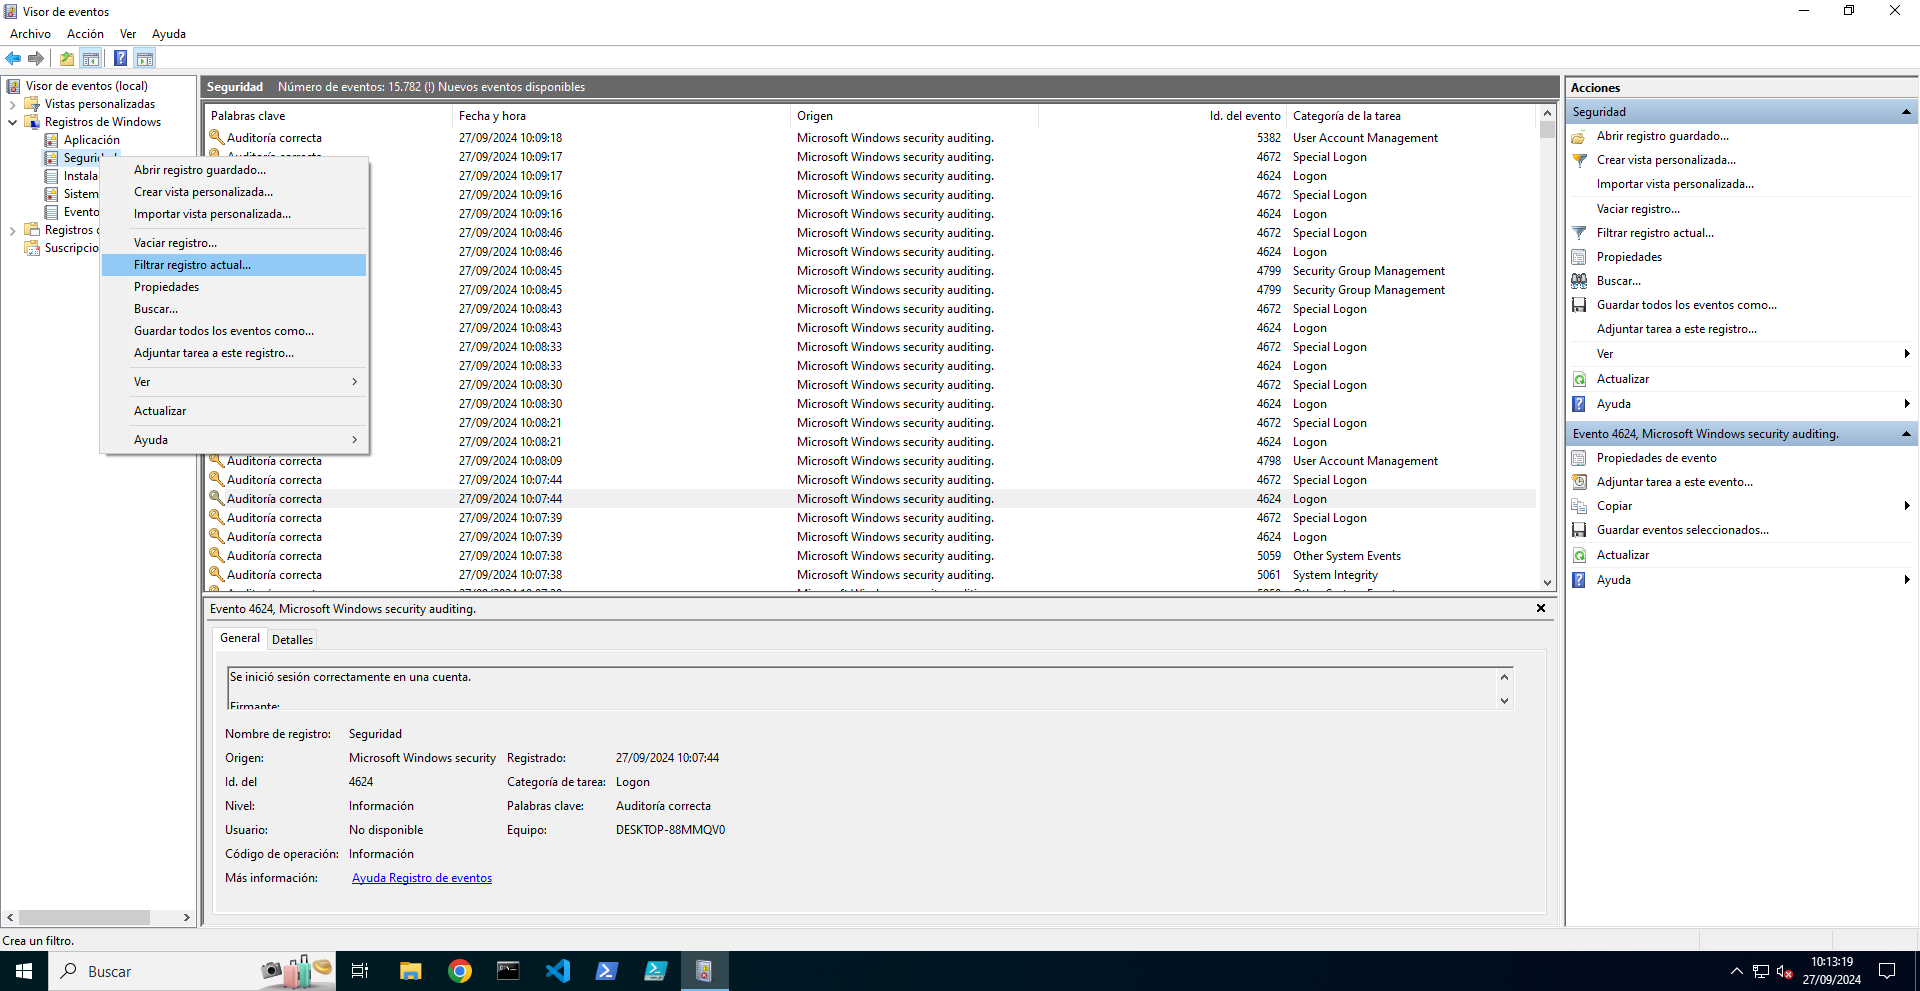 Visor de eventos
Archivo Acción Ver Ayuda
Visor de eventos (local)
Vistas personalizadas
Registros de Windows
Aplicación
Segurid
Instala
Sistem
Evento
Registros
Suscripcio
Abrir registro guardado...
Crear vista personalizada...
Importar vista personalizada...
Vaciar registro...
Filtrar registro actual...
Propiedades
Buscar...
Guardar todos los eventos como...
Adjuntar tarea a este registro...
Ver
Actualizar
Ayuda
Seguridad Número de eventos: 15.782 (!) Nuevos eventos disponibles
Palabras clave Fecha y hora Origen Id. del evento Categoría de la tarea
Auditoría correcta 27/09/2024 10:09:18 Microsoft Windows security auditing. 5382 User Account Management
27/09/2024 10:09:17 Microsoft Windows security auditing. 4672 Special Logon
27/09/2024 10:09:17 Microsoft Windows security auditing. 4624 Logon
27/09/2024 10:09:16 Microsoft Windows security auditing. 4672 Special Logon
27/09/2024 10:09:16 Microsoft Windows security auditing. 4624 Logon
27/09/2024 10:08:46 Microsoft Windows security auditing. 4672 Special Logon
27/09/2024 10:08:46 Microsoft Windows security auditing. 4624 Logon
27/09/2024 10:08:45 Microsoft Windows security auditing. 4799 Security Group Management
27/09/2024 10:08:45 Microsoft Windows security auditing. 4799 Security Group Management
27/09/2024 10:08:43 Microsoft Windows security auditing. 4672 Special Logon
27/09/2024 10:08:43 Microsoft Windows security auditing. 4624 Logon
27/09/2024 10:08:33 Microsoft Windows security auditing. 4672 Special Logon
27/09/2024 10:08:33 Microsoft Windows security auditing. 4624 Logon
27/09/2024 10:08:30 Microsoft Windows security auditing. 4672 Special Logon
27/09/2024 10:08:30 Microsoft Windows security auditing. 4624 Logon
27/09/2024 10:08:21 Microsoft Windows security auditing. 4672 Special Logon
27/09/2024 10:08:21 Microsoft Windows security auditing. 4624 Logon
Auditoría correcta 27/09/2024 10:08:09 Microsoft Windows security auditing. 4798 User Account Management
Auditoría correcta 27/09/2024 10:07:44 Microsoft Windows security auditing. 4672 Special Logon
Auditoría correcta 27/09/2024 10:07:44 Microsoft Windows security auditing. 4624 Logon
Auditoría correcta 27/09/2024 10:07:39 Microsoft Windows security auditing. 4672 Special Logon
Auditoría correcta 27/09/2024 10:07:39 Microsoft Windows security auditing. 4624 Logon
Auditoría correcta 27/09/2024 10:07:38 Microsoft Windows security auditing. 5059 Other System Events
Auditoría correcta 27/09/2024 10:07:38 Microsoft Windows security auditing. 5061 System Integrity
Evento 4624, Microsoft Windows security auditing.
General Detalles
Se inició sesión correctamente en una cuenta.
Firmante:
Nombre de registro: Seguridad
Origen: Microsoft Windows security Registrado: 27/09/2024 10:07:44
Id. del 4624 Categoría de tarea: Logon
Nivel: Información Palabras clave: Auditoría correcta
Usuario: No disponible Equipo: DESKTOP-88MMQV0
Código de operación: Información
Más información: Ayuda Registro de eventos
Acciones
Seguridad
Abrir registro guardado...
Crear vista personalizada...
Importar vista personalizada...
Vaciar registro...
Filtrar registro actual...
Propiedades
Buscar...
Guardar todos los eventos como...
Adjuntar tarea a este registro...
Ver
Actualizar
Ayuda
Evento 4624, Microsoft Windows security auditing.
Propiedades de evento
Adjuntar tarea a este evento...
Copiar
Guardar eventos seleccionados...
Actualizar
Ayuda
Crea un filtro.
Buscar
10:13:19
27/09/2024